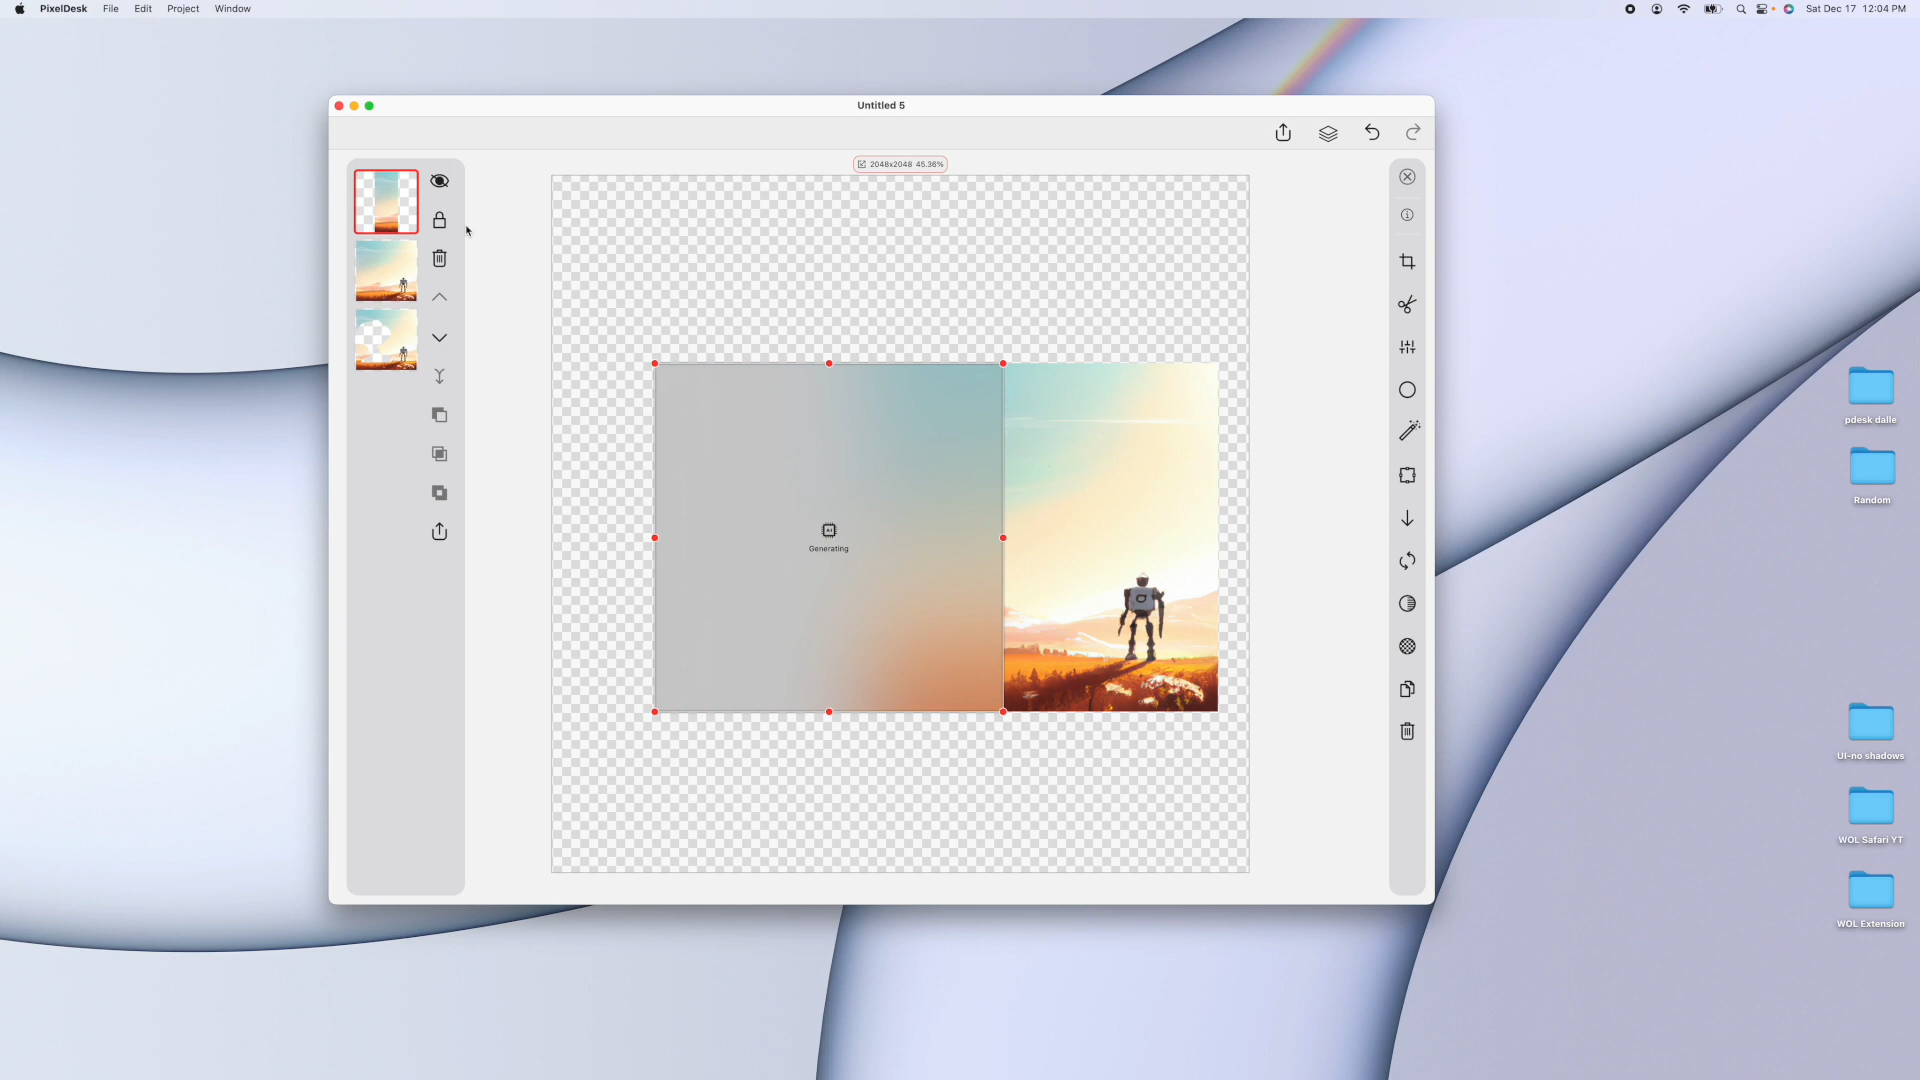 PixelDesk File Edit Project Window
Sat Dec 17 12:04 PM
Untitled 5
2048x2048 45.36%
AI
Generating
pdesk dalle
Random
UI-no shadows
WOL Safari YT
WOL Extension